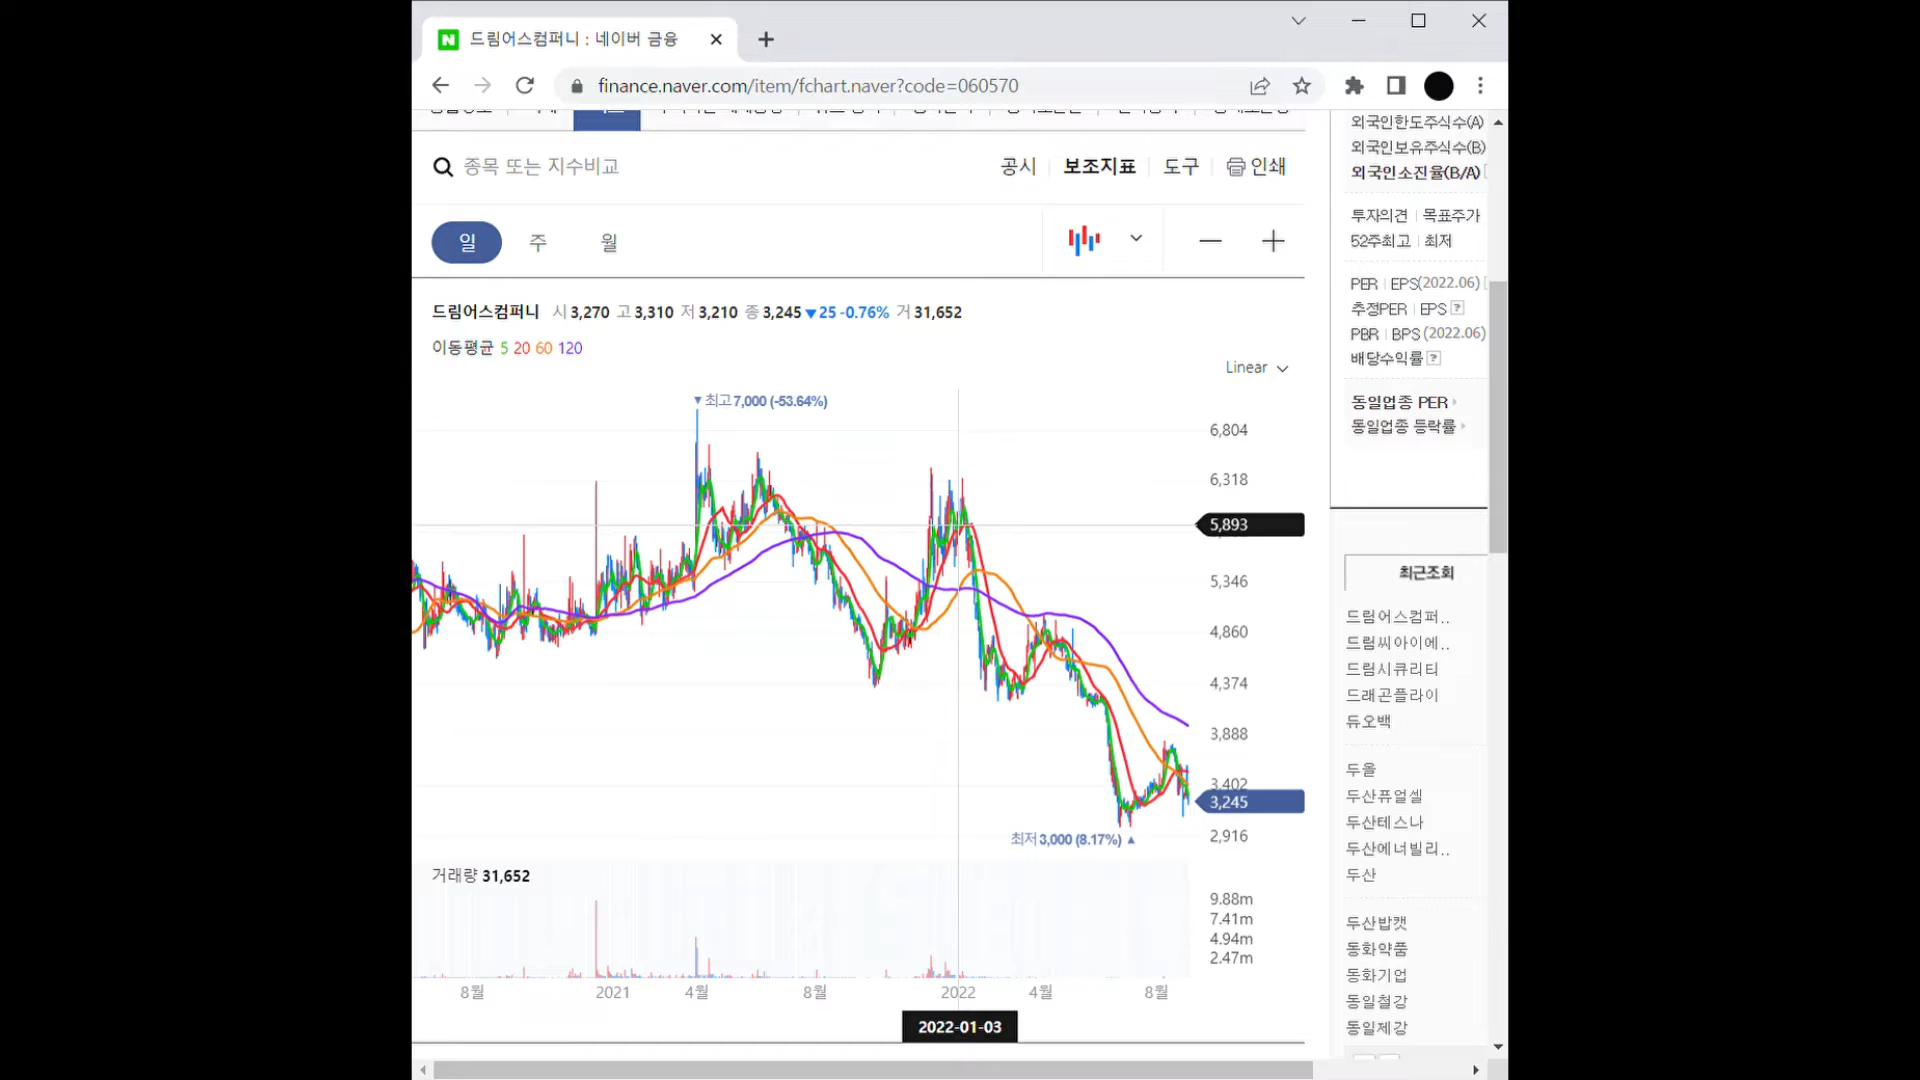 드림어스컴퍼니 : 네이버 금융
finance.naver.com/item/fchart.naver?code=060570
종목 또는 지수비교
공시 보조지표 도구 인쇄
일 주 월
드림어스컴퍼니 시 3,270 고 3,310 저 3,210 종 3,245 ▼25 -0.76% 거 31,652
이동평균 5 20 60 120
Linear
▼최고 7,000 (-53.64%)
6,804
6,318
5,893
5,346
4,860
4,374
3,888
3,402
3,245
2,916
최저 3,000 (8.17%) ▲
거래량 31,652
9.88m
7.41m
4.94m
2.47m
8월 2021 4월 8월 2022 4월 8월
2022-01-03
외국인한도주식수(A)
외국인보유주식수(B)
외국인소진율(B/A)
투자의견 목표주가
52주최고 최저
PER EPS(2022.06)
추정PER EPS ?
PBR BPS (2022.06)
배당수익률 ?
동일업종 PER
동일업종 등락률
최근조회
드림어스컴퍼..
드림씨아이에..
드림시큐리티
드래곤플라이
듀오백
두올
두산퓨얼셀
두산테스나
두산에너빌리..
두산
두산밥캣
동화약품
동화기업
동일철강
동일제강